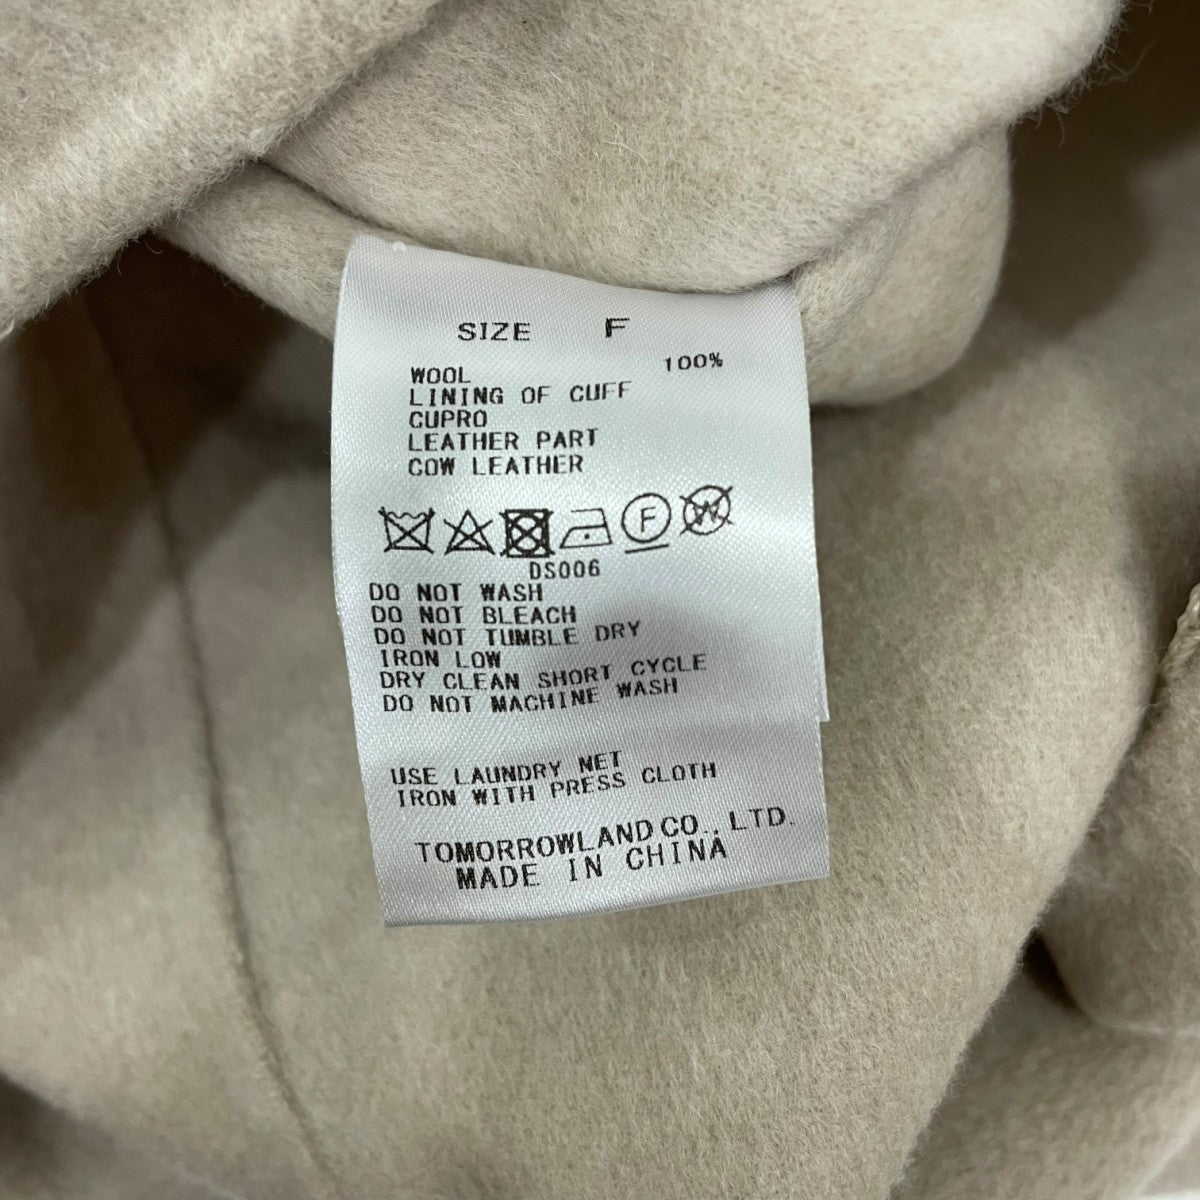 SIZE F
WOOL 100%
LINING OF CUFF
CUPRO
LEATHER PART
COW LEATHER
F W
DS006
DO NOT WASH
DO NOT BLEACH
DO NOT TUMBLE DRY
IRON LOW
DRY CLEAN SHORT CYCLE
DO NOT MACHINE WASH
USE LAUNDRY NET
IRON WITH PRESS CLOTH
TOMORROWLAND CO., LTD.
MADE IN CHINA